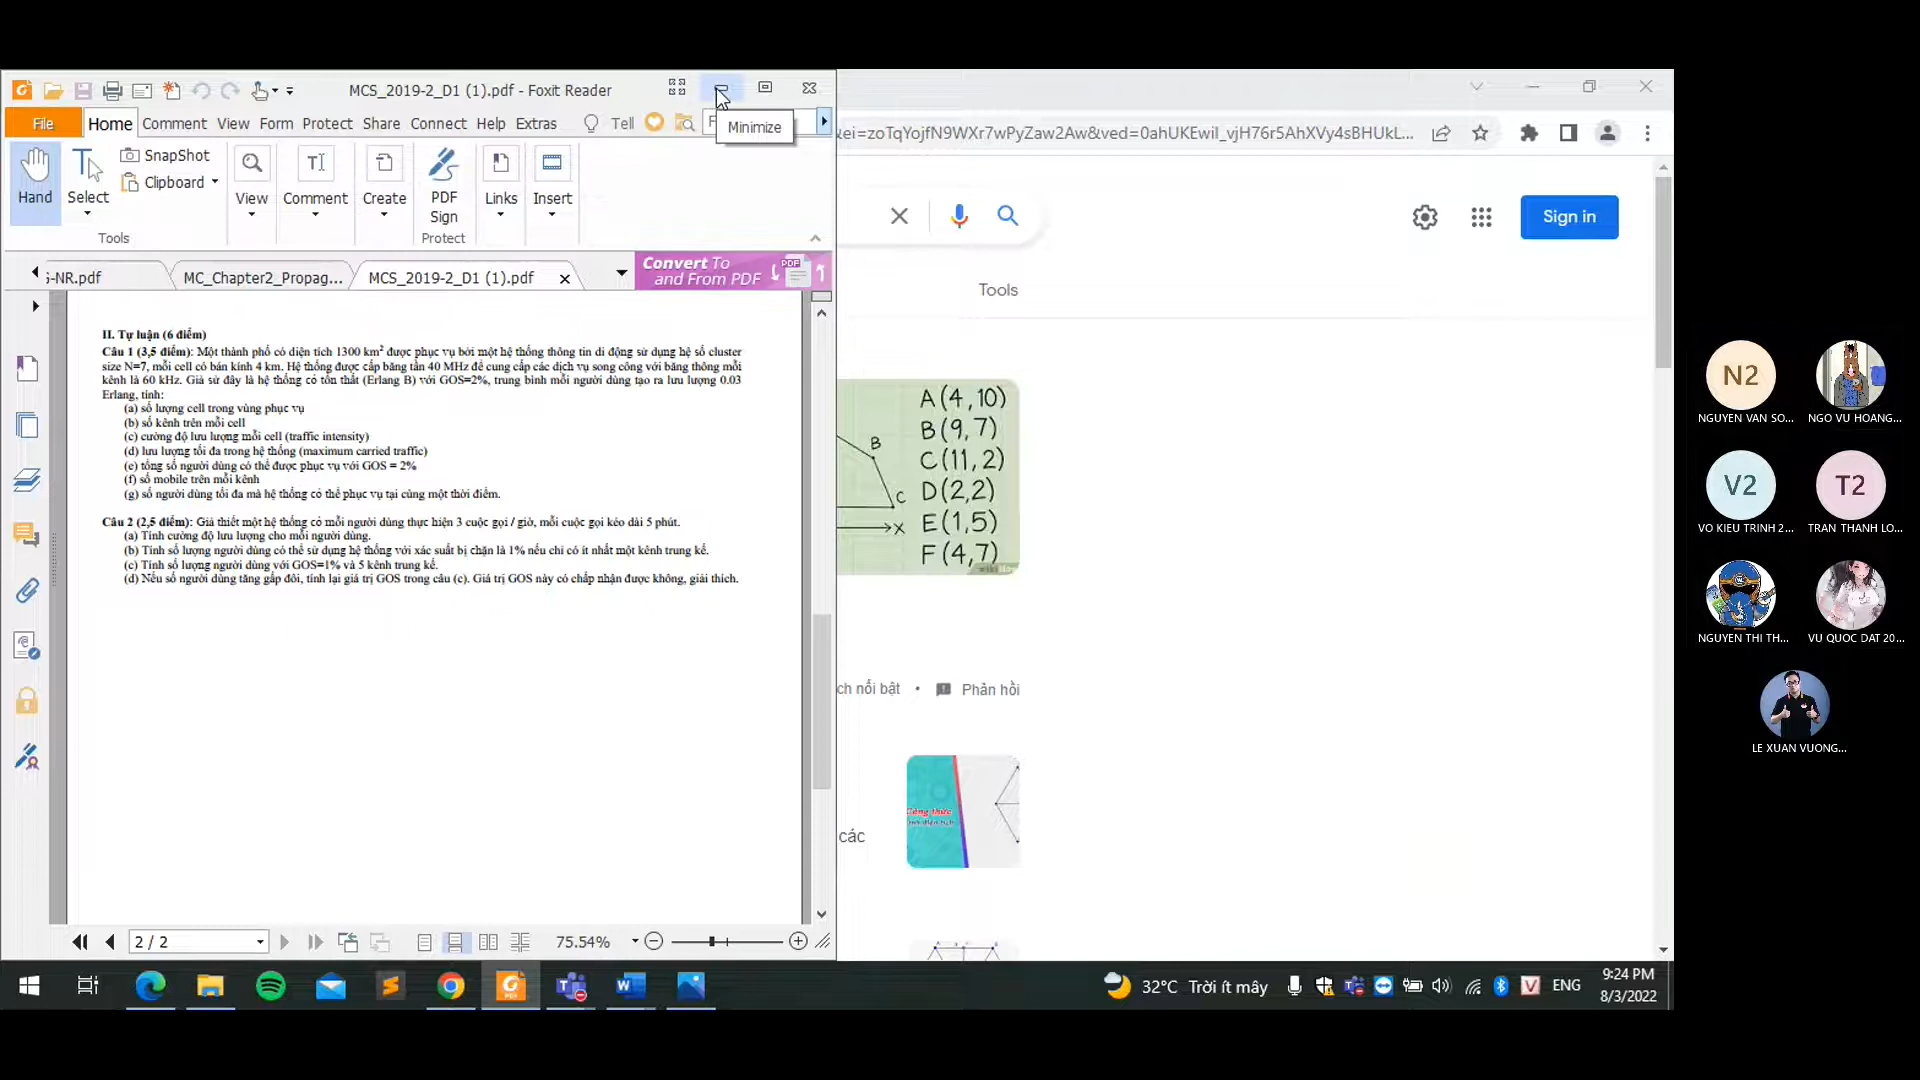 MCS_2019-2_D1 (1).pdf - Foxit Reader
Minimize
File
Home
Comment
View
Form
Protect
Share
Connect
Help
Extras
Tell
F
Hand
Select
SnapShot
Clipboard
Tools
View
Comment
Create
PDF
Sign
Protect
Links
Insert
-NR.pdf
MC_Chapter2_Propag...
MCS_2019-2_D1 (1).pdf
Convert To
and From PDF
PDF
II. Tự luận (6 điểm)
Câu 1 (3,5 điểm): Một thành phố có diện tích 1300 km² được phục vụ bởi một hệ thống thông tin di động sử dụng hệ số cluster
size N=7, mỗi cell có bán kính 4 km. Hệ thống được cấp băng tần 40 MHz để cung cấp các dịch vụ song công với băng thông mỗi
kênh là 60 kHz. Giả sử đây là hệ thống có tổn thất (Erlang B) với GOS=2%, trung bình mỗi người dùng tạo ra lưu lượng 0.03
Erlang, tính:
(a) số lượng cell trong vùng phục vụ
(b) số kênh trên mỗi cell
(c) cường độ lưu lượng mỗi cell (traffic intensity)
(d) lưu lượng tối đa trong hệ thống (maximum carried traffic)
(e) tổng số người dùng có thể được phục vụ với GOS = 2%
(f) số mobile trên mỗi kênh
(g) số người dùng tối đa mà hệ thống có thể phục vụ tại cùng một thời điểm.
Câu 2 (2,5 điểm): Giả thiết một hệ thống có mỗi người dùng thực hiện 3 cuộc gọi / giờ, mỗi cuộc gọi kéo dài 5 phút.
(a) Tính cường độ lưu lượng cho mỗi người dùng.
(b) Tính số lượng người dùng có thể sử dụng hệ thống với xác suất bị chặn là 1% nếu chỉ có ít nhất một kênh trung kế.
(c) Tính số lượng người dùng với GOS=1% và 5 kênh trung kế.
(d) Nếu số người dùng tăng gấp đôi, tính lại giá trị GOS trong câu (c). Giá trị GOS này có chấp nhận được không, giải thích.
2 / 2
75.54%
&ei=zoTqYojfN9WXr7wPyZaw2Aw&ved=0ahUKEwiI_vjH76r5AhXVy4sBHUkL...
Sign in
Tools
B
C
X
A(4,10)
B(9,7)
C(11,2)
D(2,2)
E(1,5)
F(4,7)
ch nổi bật
•
Phản hồi
Công thức
các
N2
NGUYEN VAN SO...
NGO VU HOANG...
V2
VO KIEU TRINH 2...
T2
TRAN THANH LO...
NGUYEN THI TH...
VU QUOC DAT 20...
LE XUAN VUONG...
32°C Trời ít mây
ENG
9:24 PM
8/3/2022